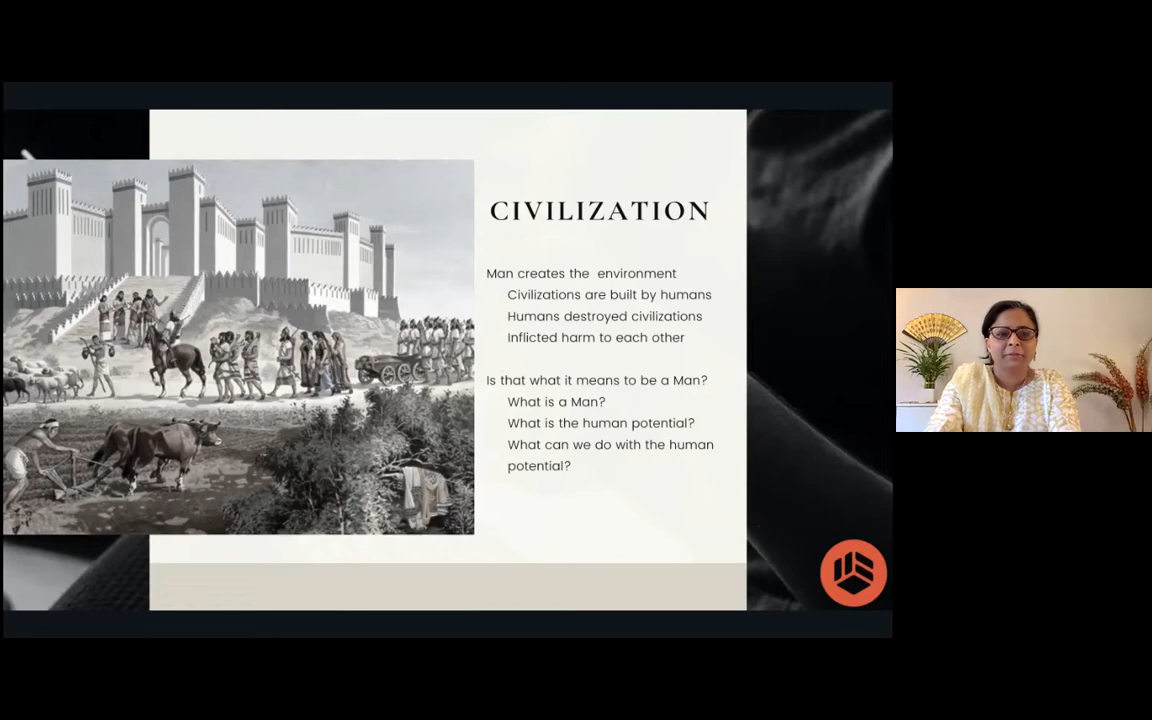 CIVILIZATION
Man creates the  environment
Civilizations are built by humans
Humans destroyed civilizations
Inflicted harm to each other
Is that what it means to be a Man?
What is a Man?
What is the human potential?
What can we do with the human
potential?